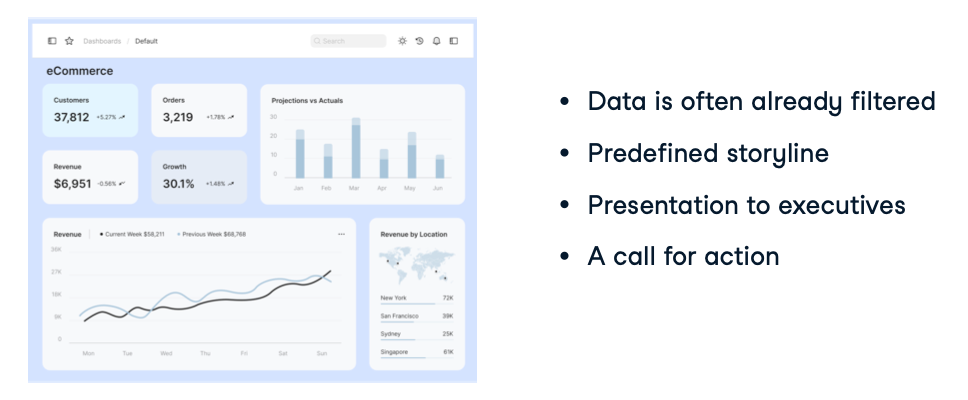 Dashboards / Default
Search
eCommerce
Customers
37,812 +5.27%
Orders
3,219 +1.78%
Revenue
$6,951 -0.56%
Growth
30.1% +1.48%
Projections vs Actuals
30
20
10
0
Jan Feb Mar Apr May Jun
Revenue
Current Week $58,211
Previous Week $68,768
36K
27K
18K
0
Mon Tue Wed Thu Fri Sat Sun
Revenue by Location
New York 72K
San Francisco 39K
Sydney 25K
Singapore 61K
• Data is often already filtered
• Predefined storyline
• Presentation to executives
• A call for action